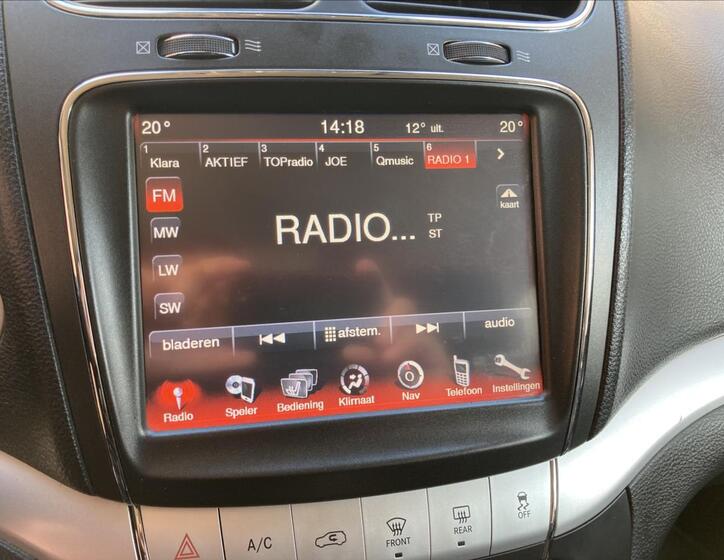 20° 14:18 12° uit. 20°
1 Klara 2 AKTIEF 3 TOPradio 4 JOE 5 Qmusic 6 RADIO 1
FM
kaart
MW
RADIO... TP
ST
LW
SW
bladeren afstem. audio
Radio Speler Bediening Klimaat Nav Telefoon Instellingen
A/C FRONT REAR OFF